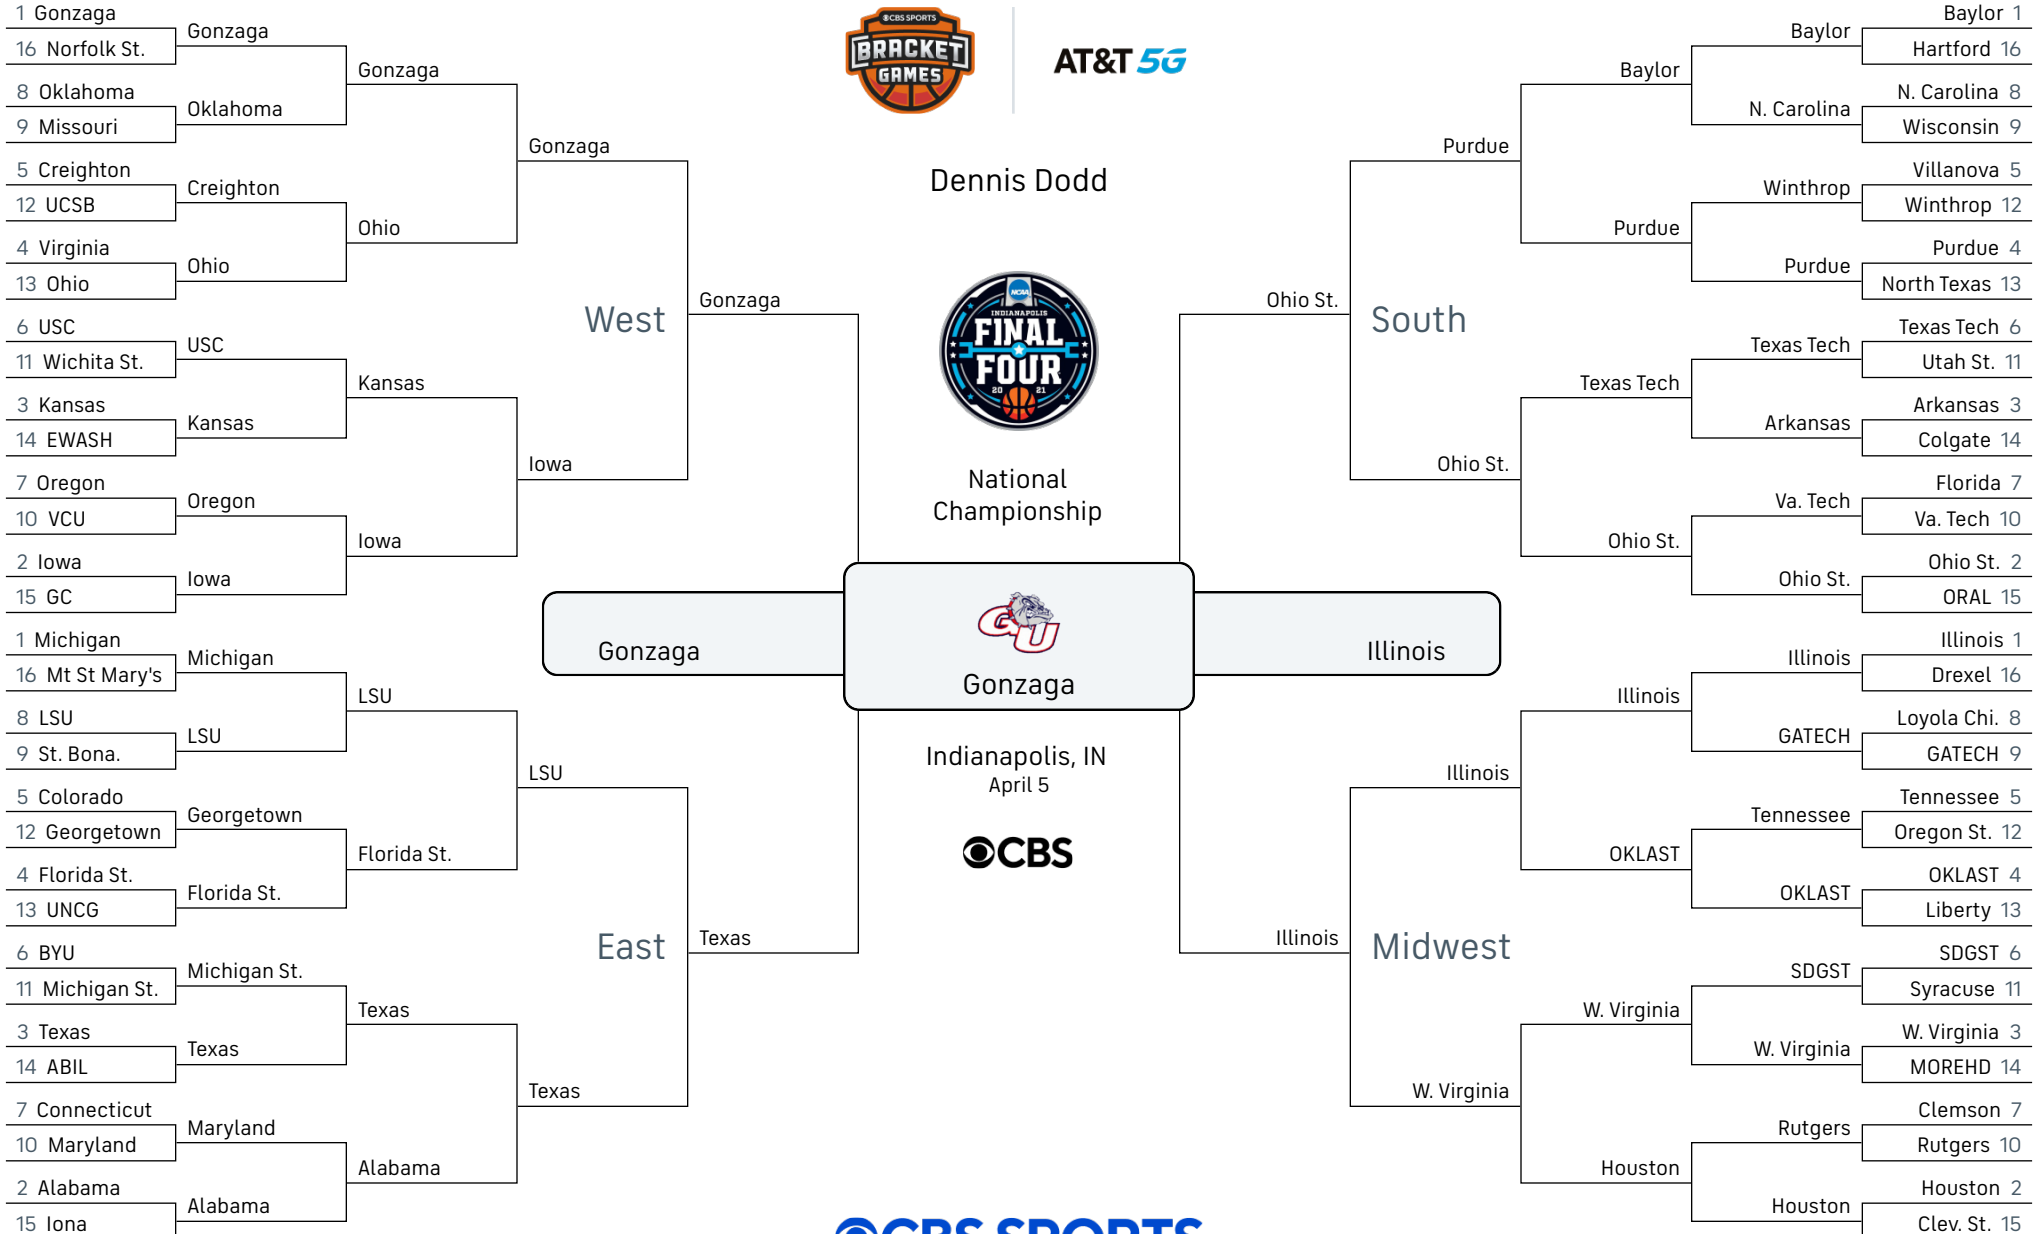 1 Gonzaga
16 Norfolk St.
8 Oklahoma
9 Missouri
5 Creighton
12 UCSB
4 Virginia
13 Ohio
6 USC
11 Wichita St.
3 Kansas
14 EWASH
7 Oregon
10 VCU
2 Iowa
15 GC
1 Michigan
16 Mt St Mary's
8 LSU
9 St. Bona.
5 Colorado
12 Georgetown
4 Florida St.
13 UNCG
6 BYU
11 Michigan St.
3 Texas
14 ABIL
7 Connecticut
10 Maryland
2 Alabama
15 Iona
Gonzaga
Oklahoma
Creighton
Ohio
USC
Kansas
Oregon
Iowa
Michigan
LSU
Georgetown
Florida St.
Michigan St.
Texas
Maryland
Alabama
Gonzaga
Ohio
Kansas
Iowa
LSU
Florida St.
Texas
Alabama
Gonzaga
Iowa
LSU
Texas
West
East
Gonzaga
Texas
CBS SPORTS
BRACKET
GAMES
AT&T 5G
Dennis Dodd
NCAA
INDIANAPOLIS
FINAL
FOUR
20 21
National
Championship
Gonzaga
GU
Gonzaga
Illinois
Indianapolis, IN
April 5
CBS
CBS SPORTS
Ohio St.
Illinois
South
Midwest
Purdue
Ohio St.
Illinois
W. Virginia
Baylor
Purdue
Texas Tech
Ohio St.
Illinois
OKLAST
W. Virginia
Houston
Baylor
N. Carolina
Winthrop
Purdue
Texas Tech
Arkansas
Va. Tech
Ohio St.
Illinois
GATECH
Tennessee
OKLAST
SDGST
W. Virginia
Rutgers
Houston
Baylor 1
Hartford 16
N. Carolina 8
Wisconsin 9
Villanova 5
Winthrop 12
Purdue 4
North Texas 13
Texas Tech 6
Utah St. 11
Arkansas 3
Colgate 14
Florida 7
Va. Tech 10
Ohio St. 2
ORAL 15
Illinois 1
Drexel 16
Loyola Chi. 8
GATECH 9
Tennessee 5
Oregon St. 12
OKLAST 4
Liberty 13
SDGST 6
Syracuse 11
W. Virginia 3
MOREHD 14
Clemson 7
Rutgers 10
Houston 2
Clev. St. 15